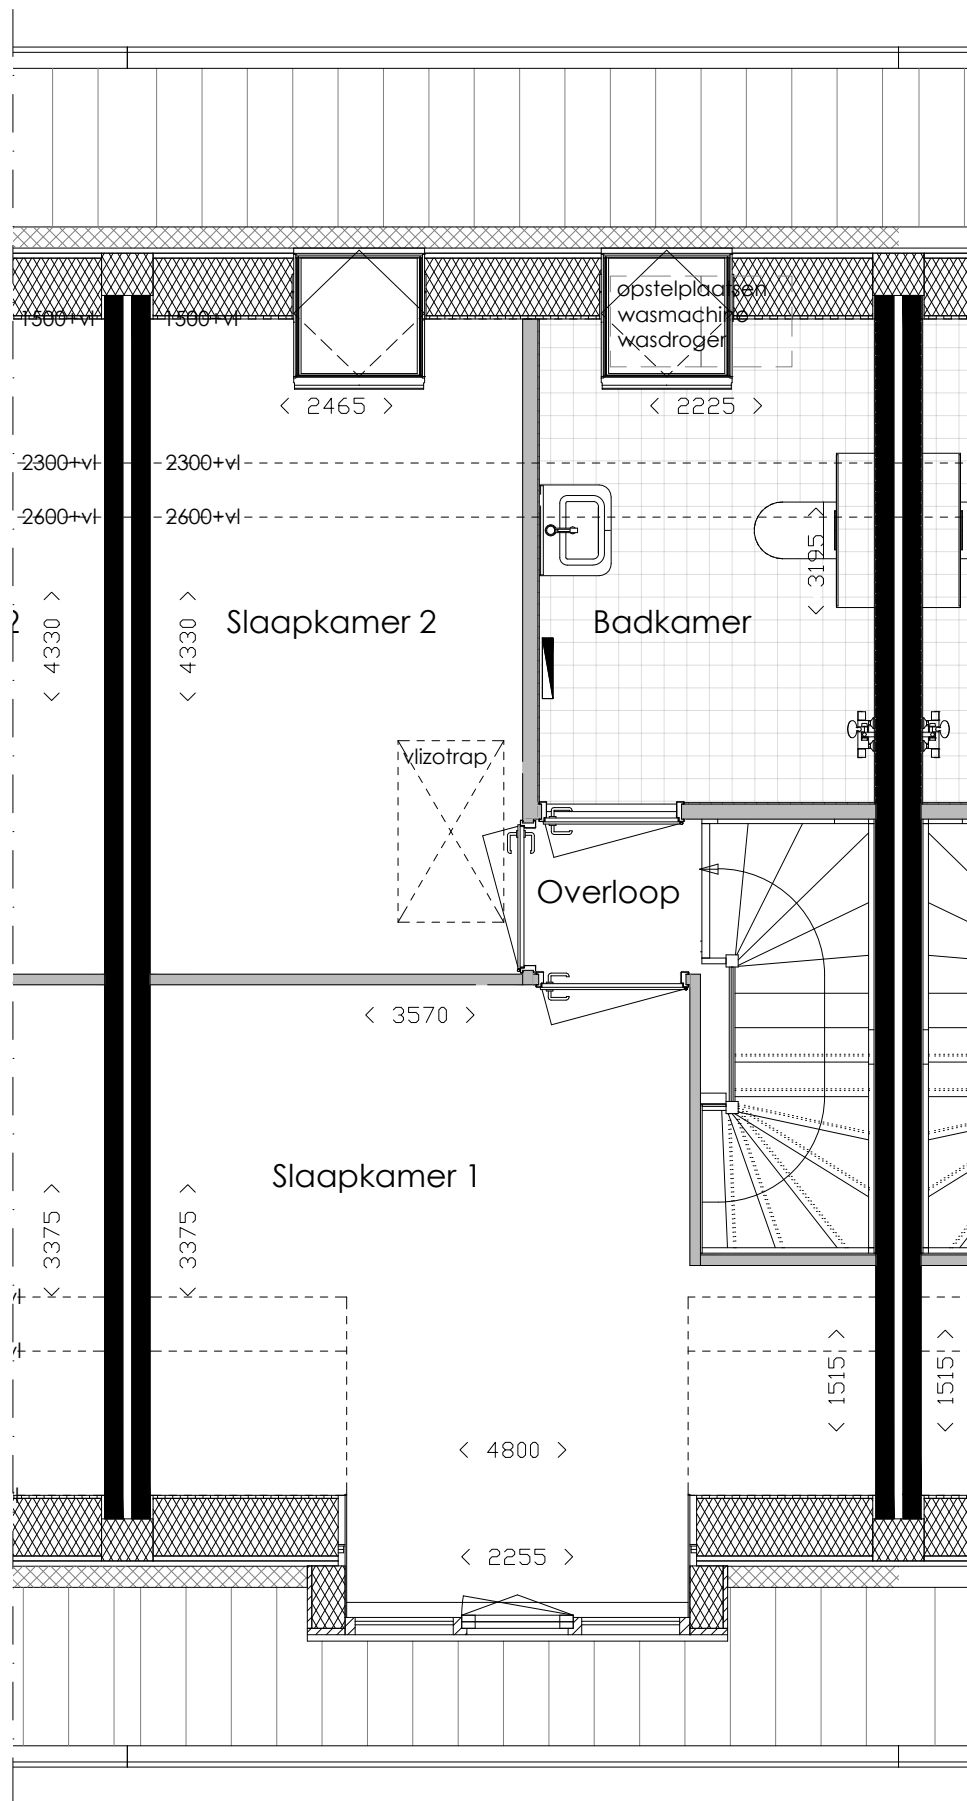 opstelplaatsen
wasmachine
wasdroger
1500+vl
1500+vl
< 2465 >
< 2225 >
2300+vl
2300+vl
2600+vl
2600+vl
< 3195 >
2
Slaapkamer 2
Badkamer
< 4330 >
< 4330 >
vlizotrap
x
Overloop
< 3570 >
Slaapkamer 1
< 3375 >
< 3375 >
< 1515 >
< 1515 >
< 4800 >
< 2255 >